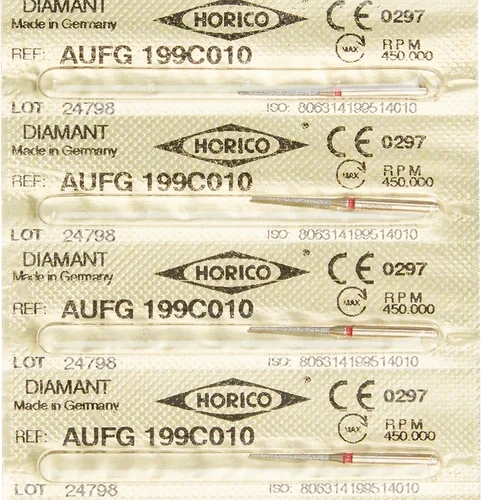 DIAMANT
Made in Germany
HORICO
CE 0297
REF: AUFG 199C010
MAX
RPM
450.000
LOT 24798
ISO: 806314199514010
DIAMANT
Made in Germany
HORICO®
CE 0297
REF: AUFG 199C010
MAX
RPM
450.000
LOT 24798
ISO: 806314199514010
DIAMANT
Made in Germany
HORICO®
CE 0297
REF: AUFG 199C010
MAX
RPM
450.000
LOT 24798
ISO: 806314199514010
DIAMANT
Made in Germany
HORICO®
CE 0297
REF: AUFG 199C010
MAX
RPM
450.000
LOT 24798
ISO: 806314199514010